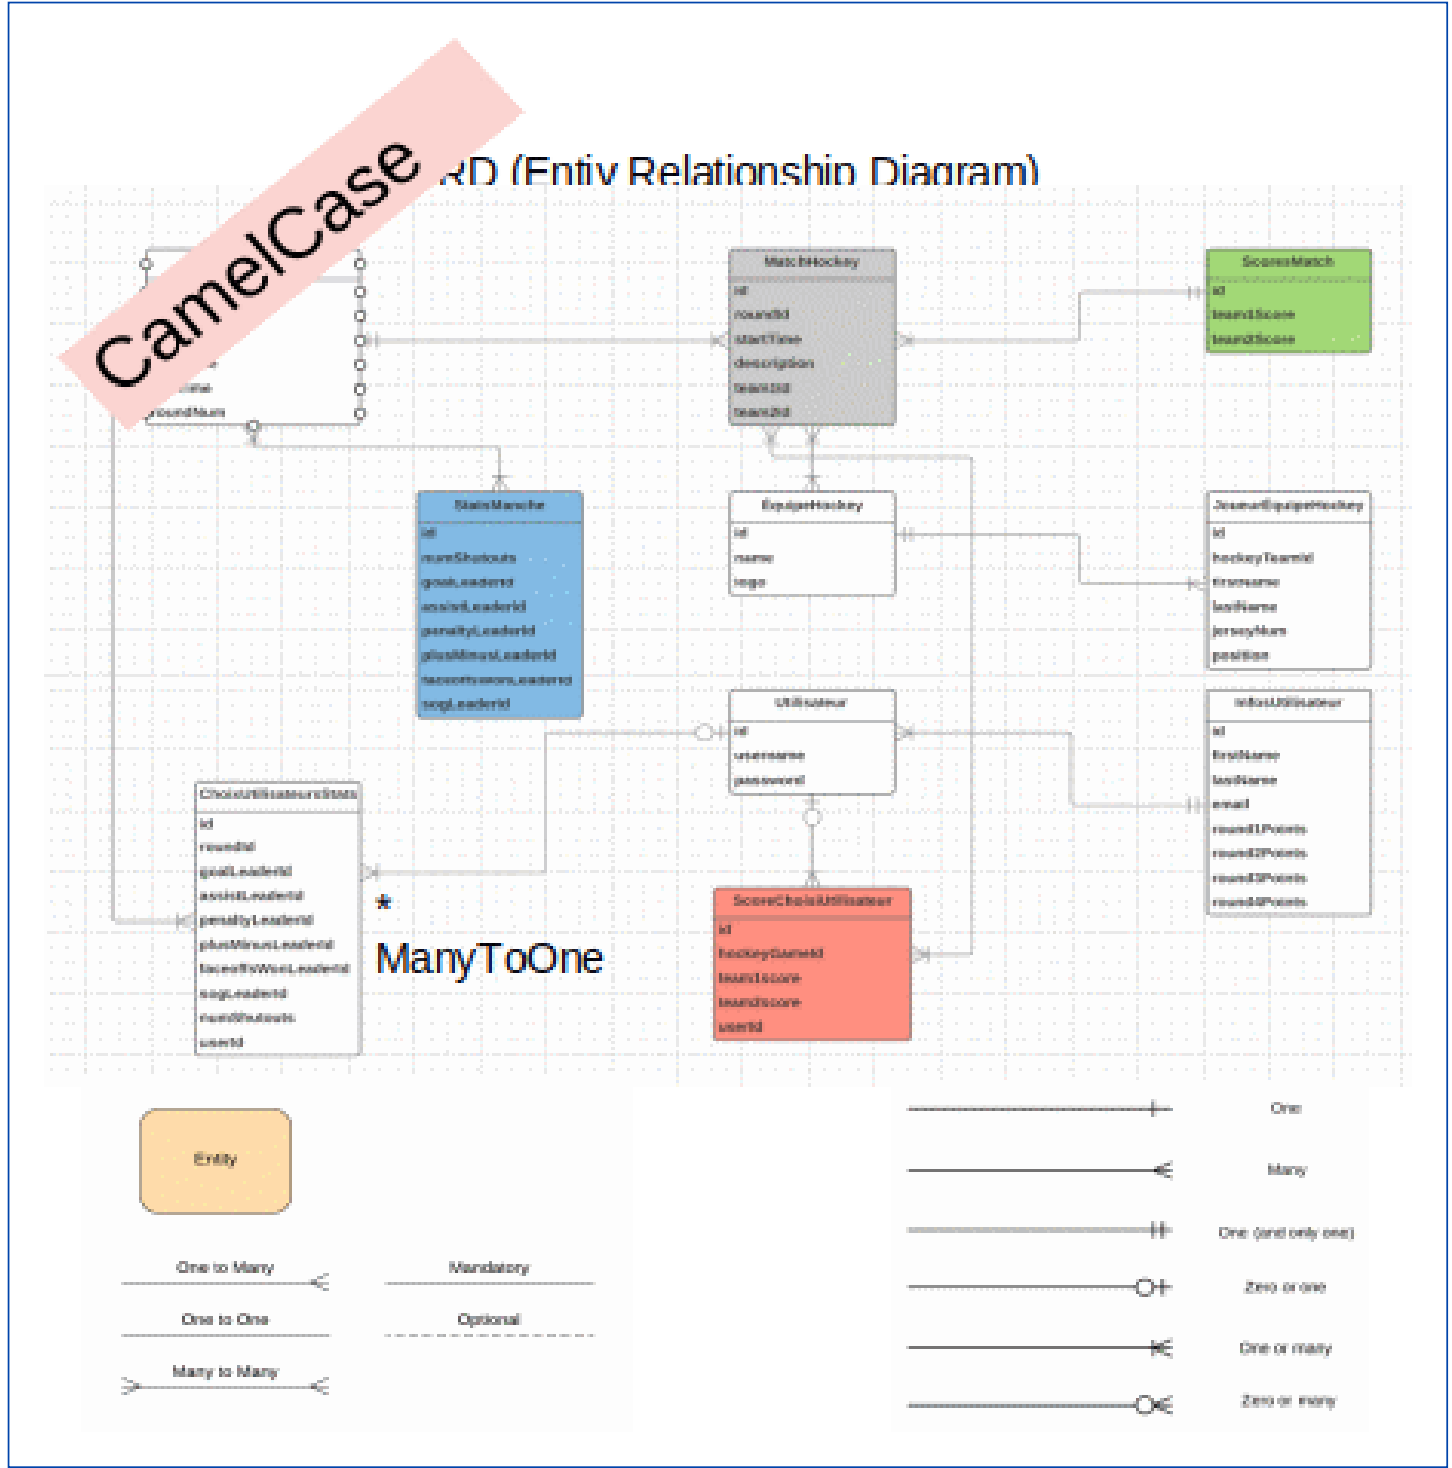 CamelCase
RD (Entiy Relationship Diagram)
roundNum
MatchHockey
id
roundId
startTime
description
team1Id
team2Id
ScoresMatch
id
team1Score
team2Score
StatsManche
id
numShutouts
goalLeaderId
assistLeaderId
penaltyLeaderId
plusMinusLeaderId
faceoffsWonLeaderId
sogLeaderId
EquipeHockey
id
name
logo
JoueurEquipeHockey
id
hockeyTeamId
firstName
lastName
jerseyNum
position
Utilisateur
id
username
password
InfosUtilisateur
id
firstName
lastName
email
round1Points
round2Points
round3Points
round4Points
ChoixUtilisateursStats
id
roundId
goalLeaderId
assistLeaderId
penaltyLeaderId
plusMinusLeaderId
faceoffsWonLeaderId
sogLeaderId
numShutouts
userId
*
ManyToOne
ScoreChoixUtilisateur
id
hockeyGameId
team1score
team2score
userId
Entity
One to Many
One to One
Many to Many
Mandatory
Optional
One
Many
One (and only one)
Zero or one
One or many
Zero or many